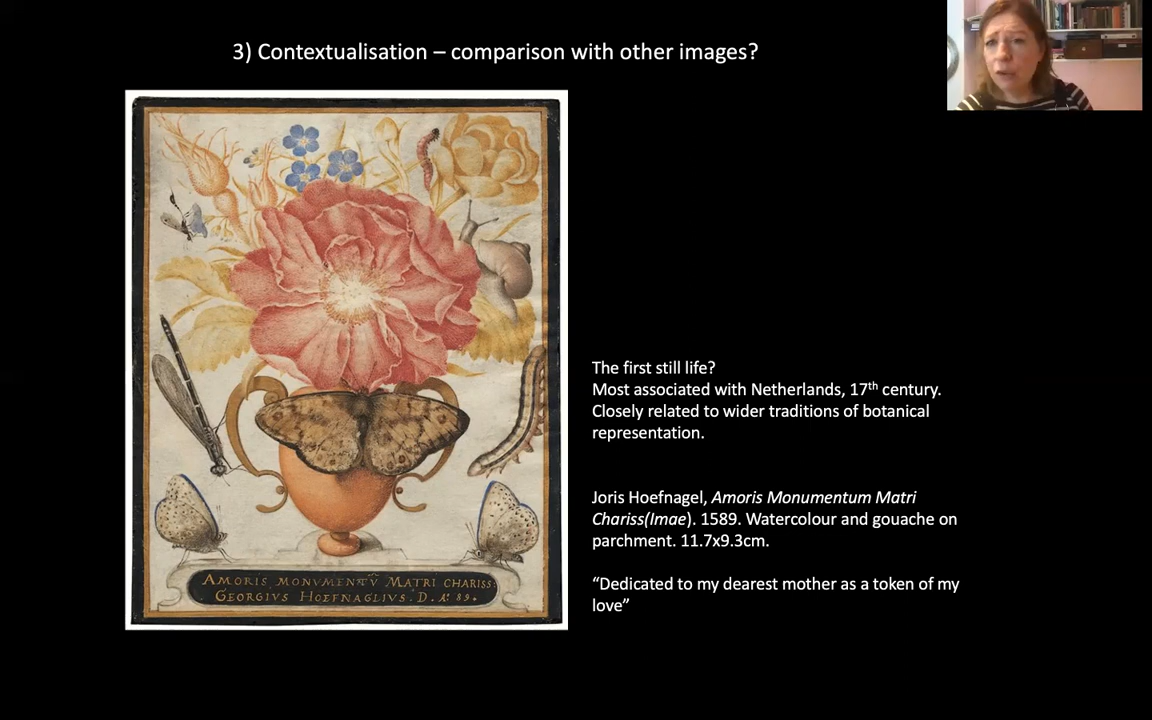 3) Contextualisation – comparison with other images?
The first still life?
Most associated with Netherlands, 17th century.
Closely related to wider traditions of botanical
representation.
Joris Hoefnagel, Amoris Monumentum Matri
Chariss(Imae). 1589. Watercolour and gouache on
parchment. 11.7x9.3cm.
“Dedicated to my dearest mother as a token of my
love”
AMORIS MONVMENTV̂ MATRI CHARISS:
GEORGIVS HOEFNAGLIVS. D. Aº 89.